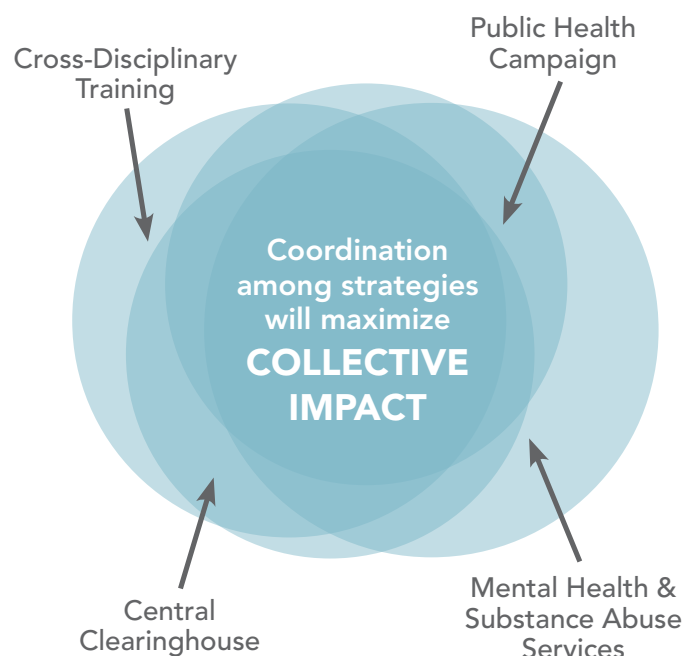 Public Health
Campaign
Cross-Disciplinary
Training
Coordination
among strategies
will maximize
COLLECTIVE
IMPACT
Central
Clearinghouse
Mental Health &
Substance Abuse
Services